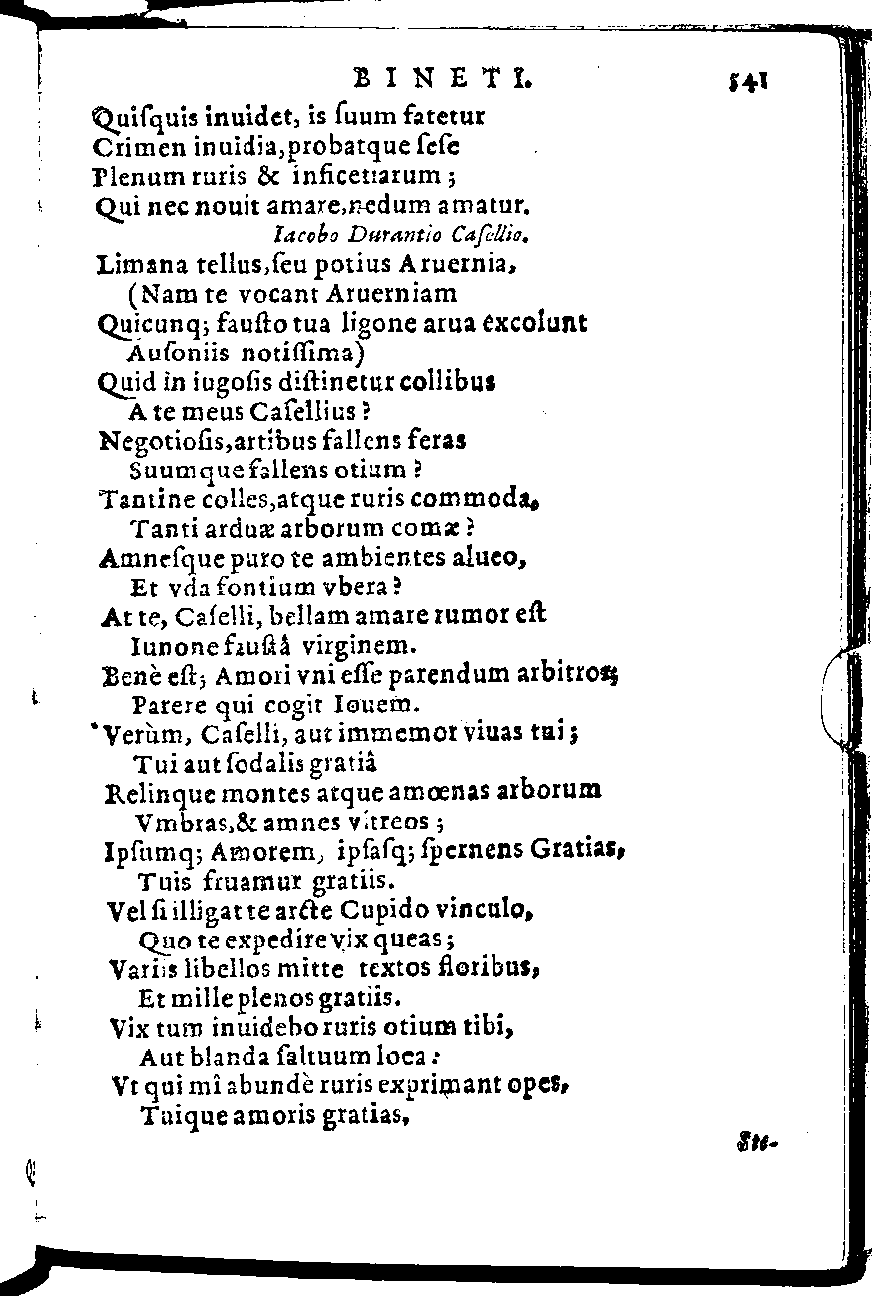 BINETI. 541
Quiſquis inuidet, is ſuum fatetur
Crimen inuidia, probatque ſeſe
Plenum ruris & inficetiarum ;
Qui nec nouit amare, nedum amatur.
Iacobo Durantio Caſellio.
Limana tellus, ſeu potius Aruernia,
(Nam te vocant Aruerniam
Quicunq; fauſto tua ligone arua excolunt
Auſoniis notiſſima)
Quid in iugoſis diſtinetur collibus
A te meus Caſellius ?
Negotioſis, artibus fallens feras
Suumque fallens otium ?
Tantine colles, atque ruris commoda,
Tanti arduæ arborum comæ ?
Amneſque puro te ambientes alueo,
Et vda fontium vbera ?
At te, Caſelli, bellam amare rumor eſt
Iunone fauſtâ virginem.
Benè eſt; Amori vni eſſe parendum arbitror;
Parere qui cogit Iouem.
Verùm, Caſelli, aut immemor viuas tui ;
Tui aut ſodalis gratiâ
Relinque montes atque amœnas arborum
Vmbras, & amnes vitreos ;
Ipſumq; Amorem, ipſaſq; ſpernens Gratias,
Tuis fruamur gratiis.
Vel ſi illigat te arcte Cupido vinculo,
Quo te expedire vix queas ;
Variis libellos mitte textos floribus,
Et mille plenos gratiis.
Vix tum inuidebo ruris otium tibi,
Aut blanda ſaltuum loca :
Vt qui mî abundè ruris exprimant opes,
Tuique amoris gratias,